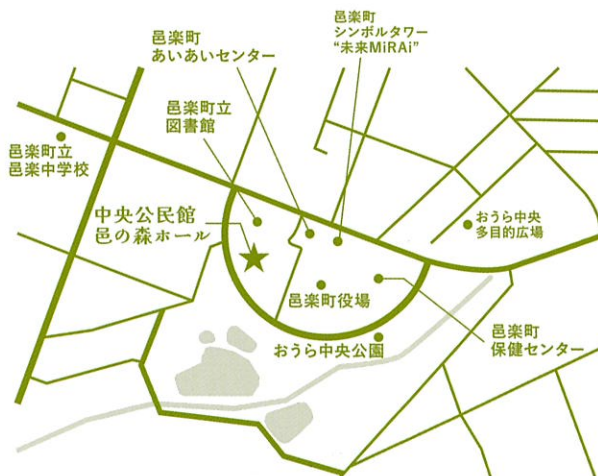 邑楽町
シンボルタワー
“未来MiRAi”
邑楽町
あいあいセンター
邑楽町立
図書館
邑楽町立
邑楽中学校
中央公民館
邑の森ホール
おうら中央
多目的広場
邑楽町役場
邑楽町
保健センター
おうら中央公園